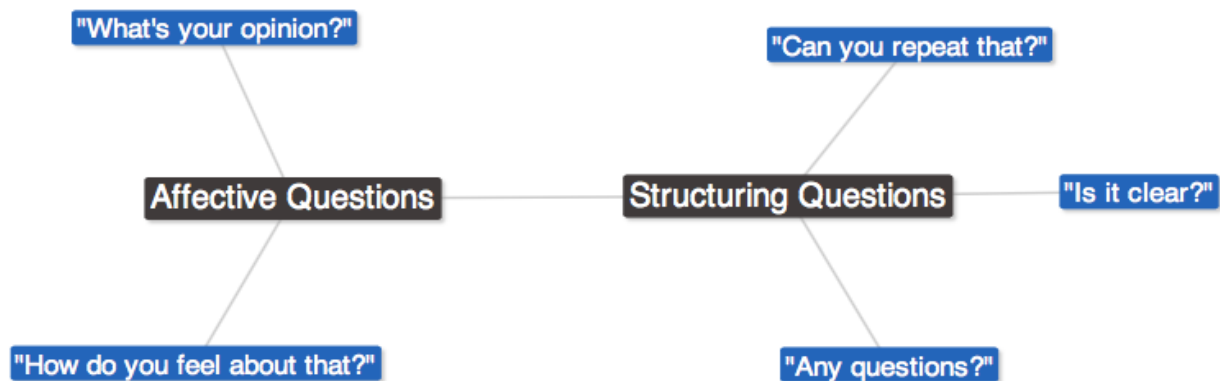 "What's your opinion?"
"Can you repeat that?"
Affective Questions
Structuring Questions
"Is it clear?"
"How do you feel about that?"
"Any questions?"